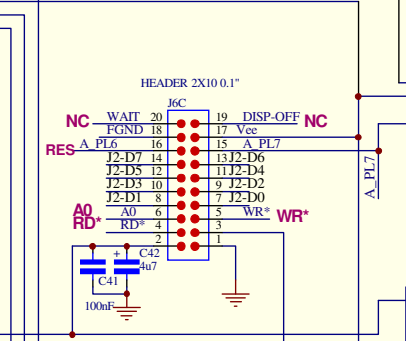 HEADER 2X10 0.1"
J6C
NC WAIT 20 19 DISP-OFF NC
FGND 18 17 Vee
RES A_PL6 16 15 A_PL7
J2-D7 14 13 J2-D6
J2-D5 12 11 J2-D4
J2-D3 10 9 J2-D2
J2-D1 8 7 J2-D0
A0 A0 6 5 WR* WR*
RD* RD* 4 3
2 1
A_PL7
+ C42
4u7
C41
100nF